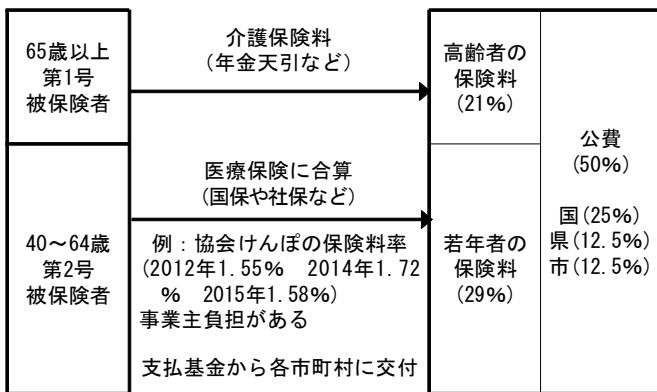 65歳以上
第1号
被保険者
介護保険料
（年金天引など）
高齢者の
保険料
(21%)
公費
(50%)
国(25%)
県(12.5%)
市(12.5%)
40～64歳
第2号
被保険者
医療保険に合算
(国保や社保など)
例：協会けんぽの保険料率
(2012年1.55%　2014年1.72
%　2015年1.58%)
事業主負担がある
支払基金から各市町村に交付
若年者の
保険料
(29%)